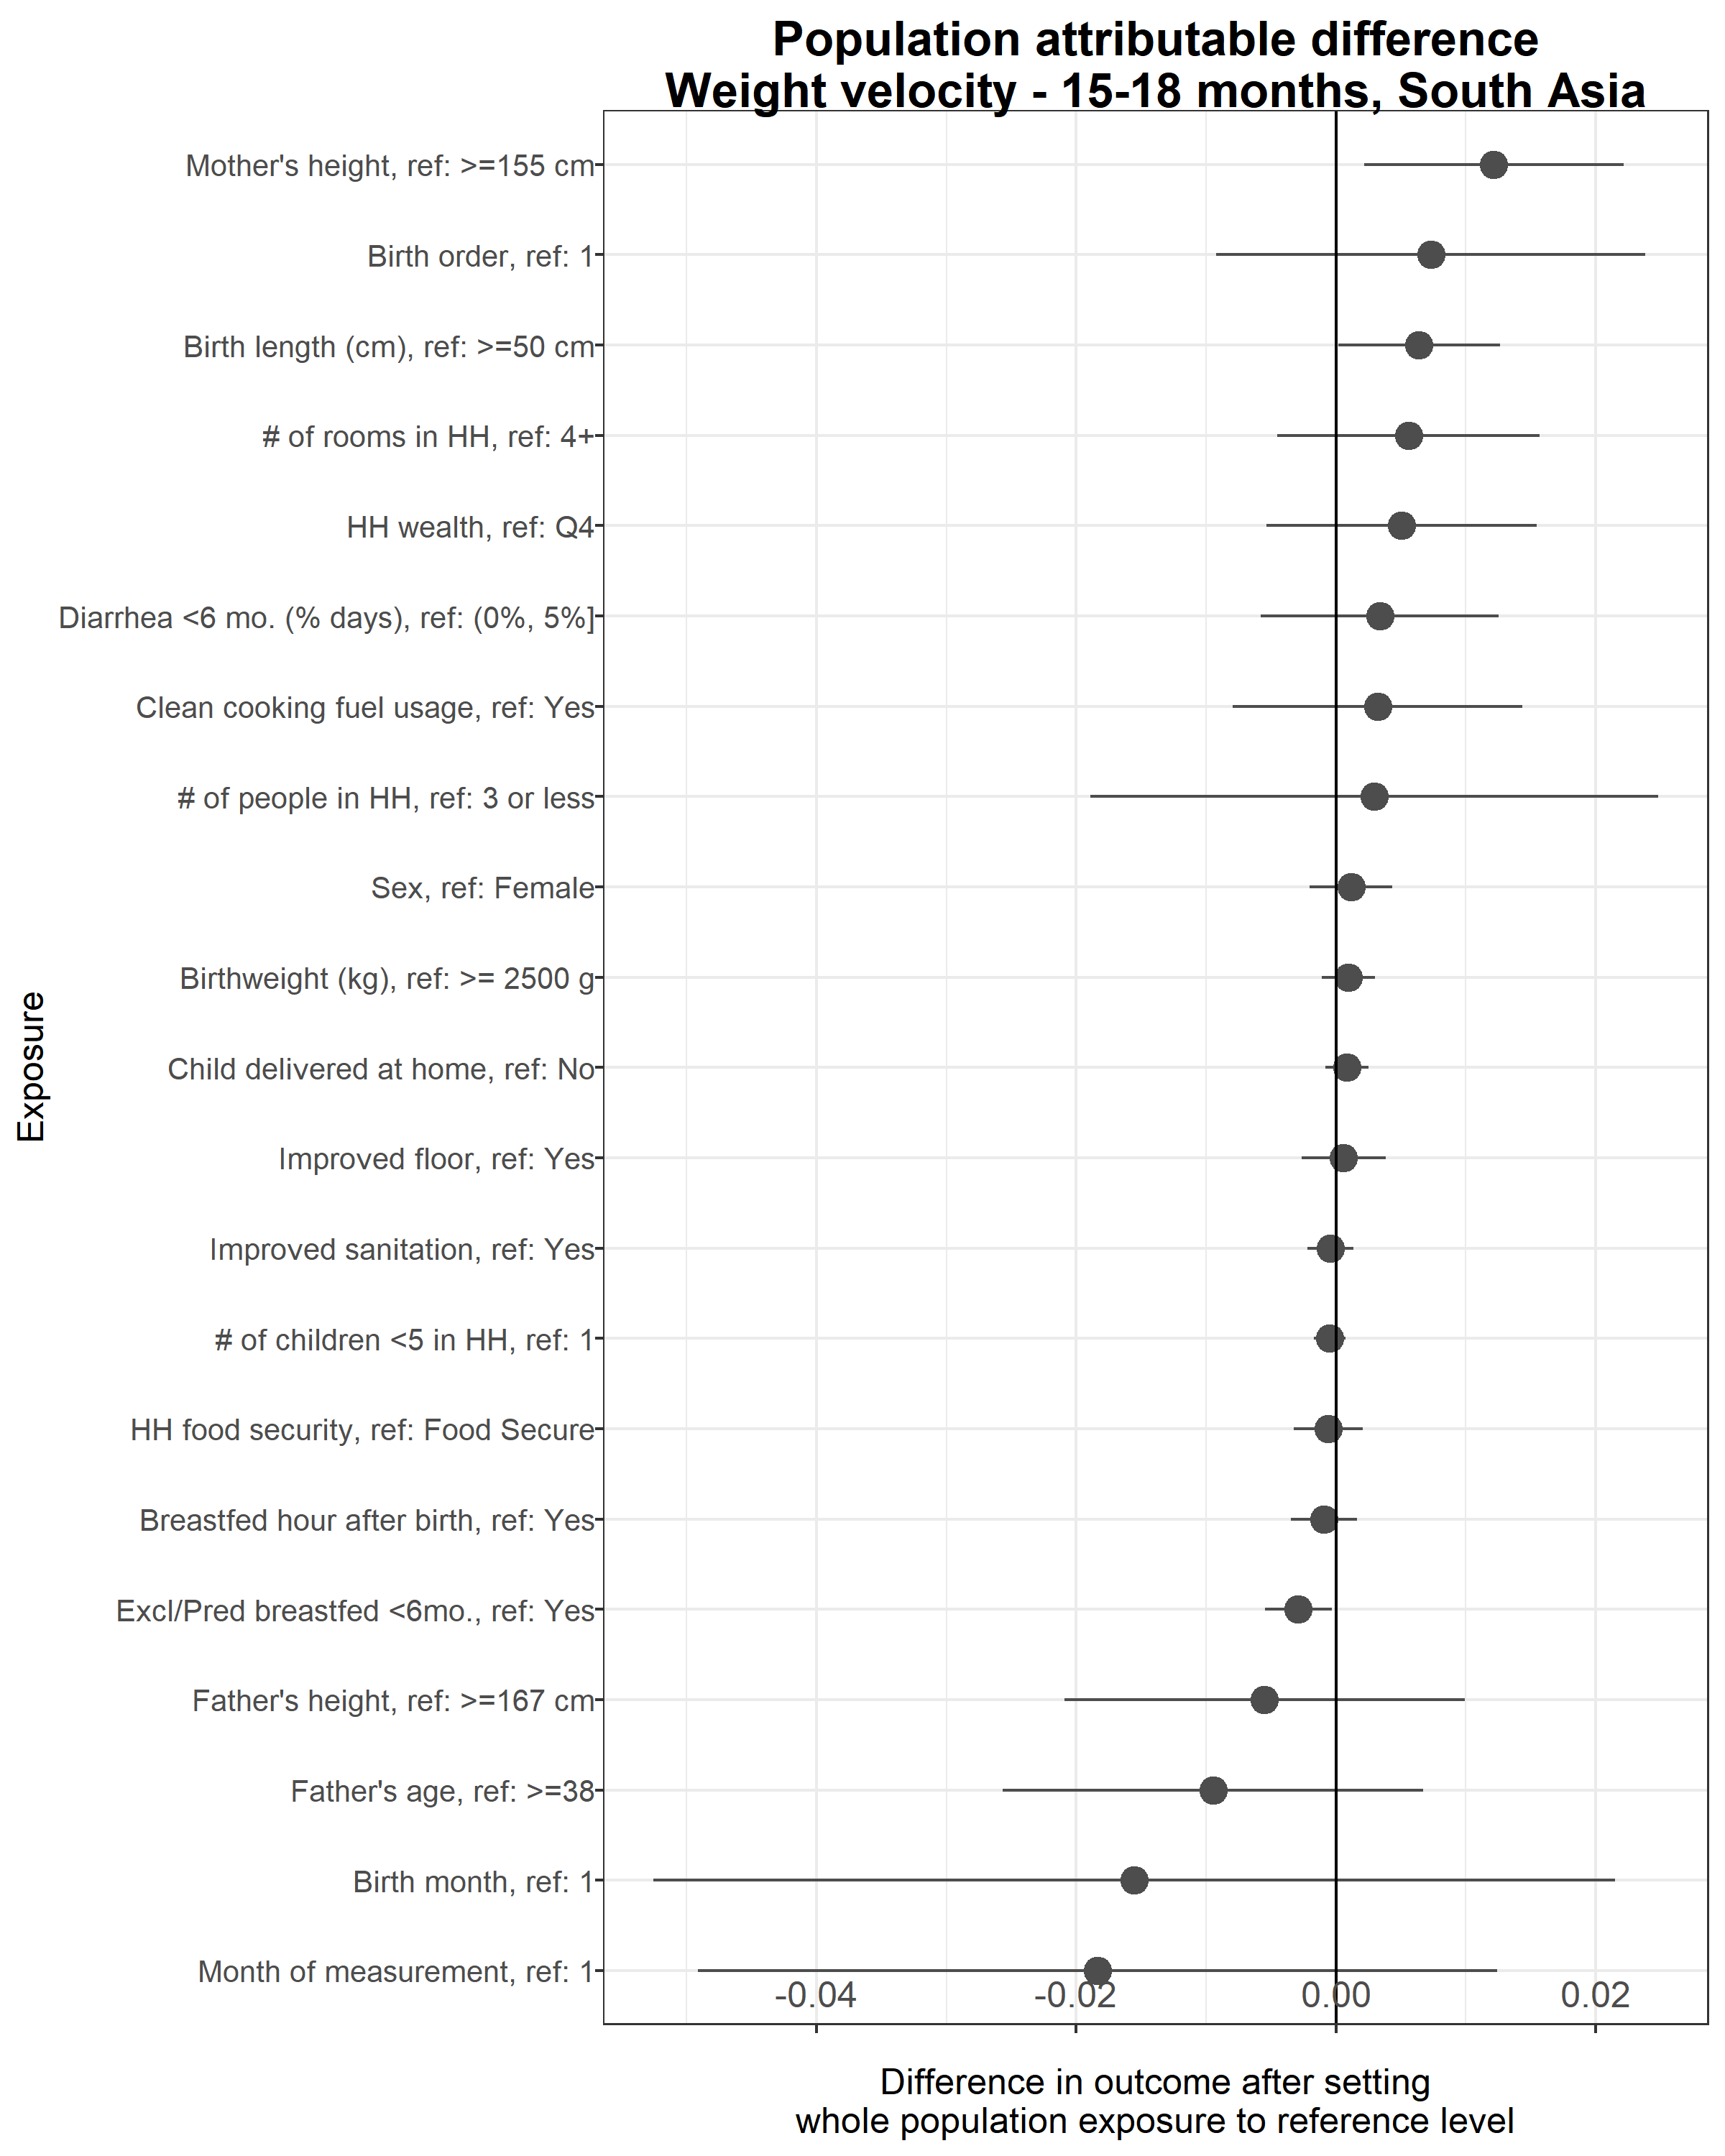 Population attributable difference
Weight velocity - 15-18 months, South Asia
Mother's height, ref: >=155 cm
Birth order, ref: 1
Birth length (cm), ref: >=50 cm
# of rooms in HH, ref: 4+
HH wealth, ref: Q4
Diarrhea <6 mo. (% days), ref: (0%, 5%]
Clean cooking fuel usage, ref: Yes
# of people in HH, ref: 3 or less
Sex, ref: Female
Birthweight (kg), ref: >= 2500 g
Child delivered at home, ref: No
Improved floor, ref: Yes
Improved sanitation, ref: Yes
# of children <5 in HH, ref: 1
HH food security, ref: Food Secure
Breastfed hour after birth, ref: Yes
Excl/Pred breastfed <6mo., ref: Yes
Father's height, ref: >=167 cm
Father's age, ref: >=38
Birth month, ref: 1
Month of measurement, ref: 1
Exposure
-0.04 -0.02 0.00 0.02
Difference in outcome after setting
whole population exposure to reference level